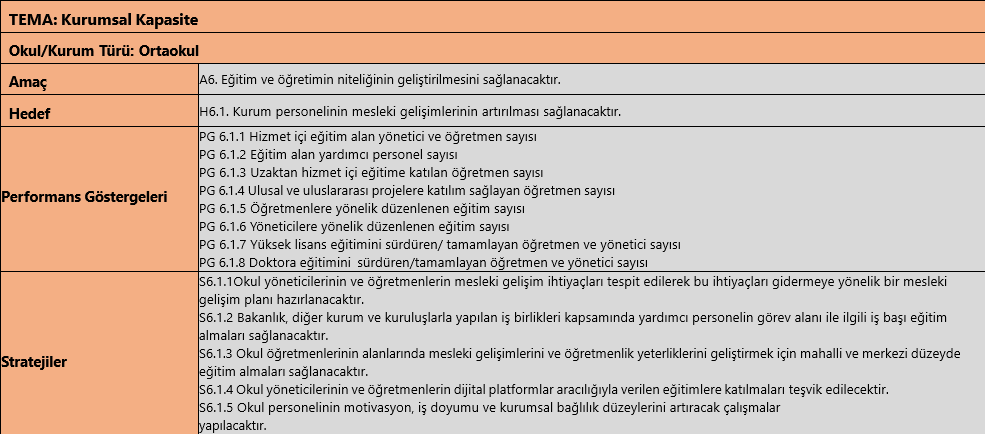 TEMA: Kurumsal Kapasite
Okul/Kurum Türü: Ortaokul
Amaç
A6. Eğitim ve öğretimin niteliğinin geliştirilmesini sağlanacaktır.
Hedef
H6.1. Kurum personelinin mesleki gelişimlerinin artırılması sağlanacaktır.
Performans Göstergeleri
PG 6.1.1 Hizmet içi eğitim alan yönetici ve öğretmen sayısı
PG 6.1.2 Eğitim alan yardımcı personel sayısı
PG 6.1.3 Uzaktan hizmet içi eğitime katılan öğretmen sayısı
PG 6.1.4 Ulusal ve uluslararası projelere katılım sağlayan öğretmen sayısı
PG 6.1.5 Öğretmenlere yönelik düzenlenen eğitim sayısı
PG 6.1.6 Yöneticilere yönelik düzenlenen eğitim sayısı
PG 6.1.7 Yüksek lisans eğitimini sürdüren/ tamamlayan öğretmen ve yönetici sayısı
PG 6.1.8 Doktora eğitimini  sürdüren/tamamlayan öğretmen ve yönetici sayısı
Stratejiler
S6.1.1Okul yöneticilerinin ve öğretmenlerin mesleki gelişim ihtiyaçları tespit edilerek bu ihtiyaçları gidermeye yönelik bir mesleki
gelişim planı hazırlanacaktır.
S6.1.2 Bakanlık, diğer kurum ve kuruluşlarla yapılan iş birlikleri kapsamında yardımcı personelin görev alanı ile ilgili iş başı eğitim
almaları sağlanacaktır.
S6.1.3 Okul öğretmenlerinin alanlarında mesleki gelişimlerini ve öğretmenlik yeterliklerini geliştirmek için mahalli ve merkezi düzeyde
eğitim almaları sağlanacaktır.
S6.1.4 Okul yöneticilerinin ve öğretmenlerin dijital platformlar aracılığıyla verilen eğitimlere katılmaları teşvik edilecektir.
S6.1.5 Okul personelinin motivasyon, iş doyumu ve kurumsal bağlılık düzeylerini artıracak çalışmalar
yapılacaktır.